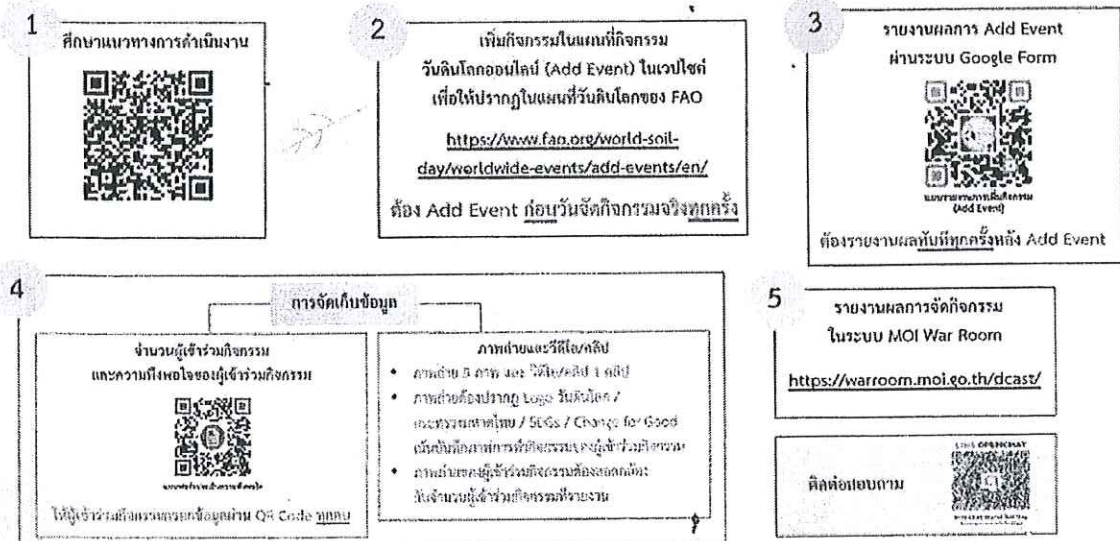 1
ศึกษาแนวทางการดำเนินงาน
2
เพิ่มกิจกรรมในแผนที่กิจกรรม
วันดินโลกออนไลน์ (Add Event) ในเวปไซต์
เพื่อให้ปรากฏในแผนที่วันดินโลกของ FAO
https://www.fao.org/world-soil-
day/worldwide-events/add-events/en/
ต้อง Add Event ก่อนวันจัดกิจกรรมจริงทุกครั้ง
3
รายงานผลการ Add Event
ผ่านระบบ Google Form
แบบรายงานการเพิ่มกิจกรรม
(Add Event)
ต้องรายงานผลทันทีทุกครั้งหลัง Add Event
4
การจัดเก็บข้อมูล
จำนวนผู้เข้าร่วมกิจกรรม
และความพึงพอใจของผู้เข้าร่วมกิจกรรม
ให้ผู้เข้าร่วมกิจกรรมกรอกข้อมูลผ่าน QR Code ทุกคน
ภาพถ่ายและวีดีโอ/คลิป
• ภาพถ่าย 5 ภาพ และ วีดีโอ/คลิป 1 คลิป
• ภาพถ่ายต้องปรากฏ Logo วันดินโลก /
กระทรวงมหาดไทย / SDGs / Change for Good
เน้นบันทึกภาพการทำกิจกรรมของผู้เข้าร่วมกิจกรรม
• ภาพถ่ายของผู้เข้าร่วมกิจกรรมต้องสอดคล้อง
กับจำนวนผู้เข้าร่วมกิจกรรมที่รายงาน
5
รายงานผลการจัดกิจกรรม
ในระบบ MOI War Room
https://warroom.moi.go.th/dcast/
ติดต่อสอบถาม
LINE OPENCHAT